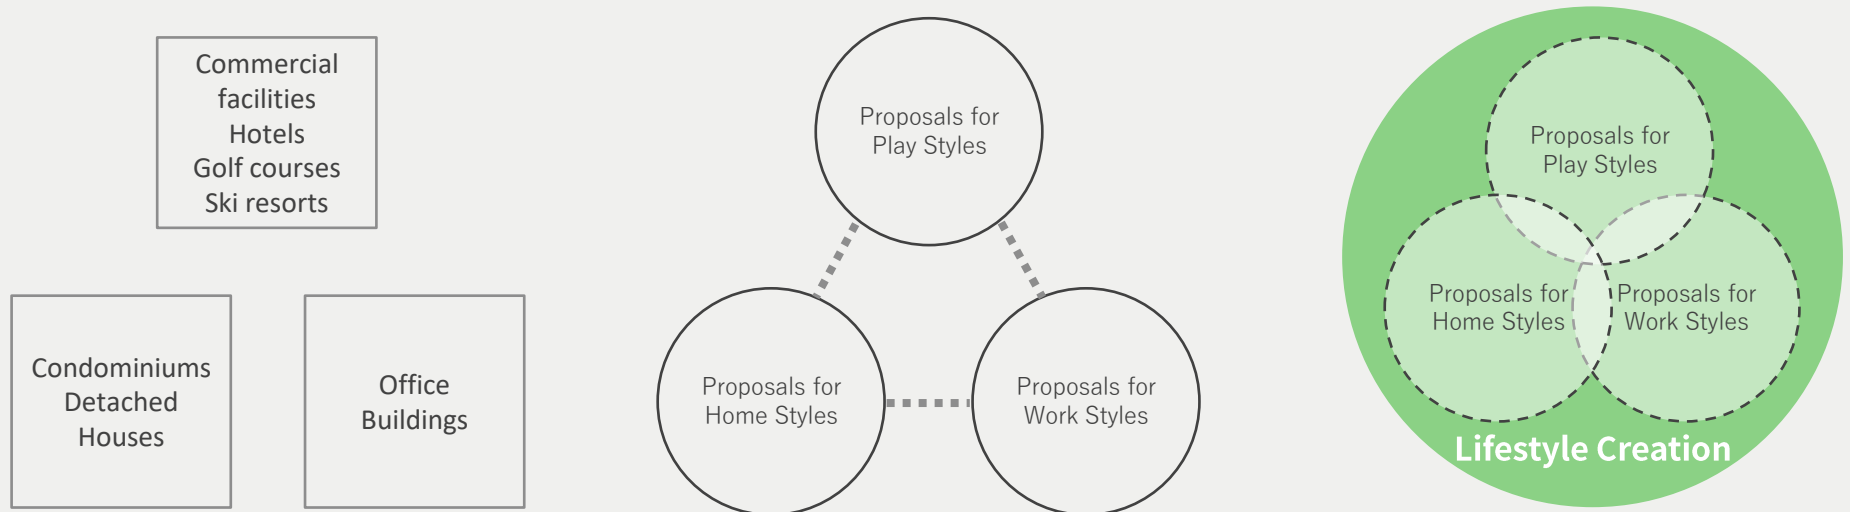 Commercial
facilities
Hotels
Golf courses
Ski resorts
Condominiums
Detached
Houses
Office
Buildings
Proposals for
Play Styles
Proposals for
Home Styles
Proposals for
Work Styles
Proposals for
Play Styles
Proposals for
Home Styles
Proposals for
Work Styles
Lifestyle Creation